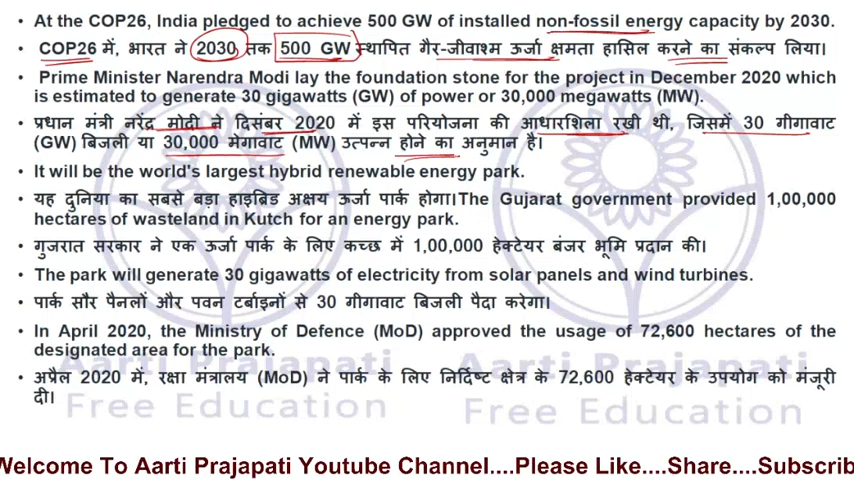 • At the COP26, India pledged to achieve 500 GW of installed non-fossil energy capacity by 2030.
• COP26 में, भारत ने 2030 तक 500 GW स्थापित गैर-जीवाश्म ऊर्जा क्षमता हासिल करने का संकल्प लिया।
• Prime Minister Narendra Modi lay the foundation stone for the project in December 2020 which
is estimated to generate 30 gigawatts (GW) of power or 30,000 megawatts (MW).
• प्रधान मंत्री नरेंद्र मोदी ने दिसंबर 2020 में इस परियोजना की आधारशिला रखी थी, जिसमें 30 गीगावाट
(GW) बिजली या 30,000 मेगावाट (MW) उत्पन्न होने का अनुमान है।
• It will be the world's largest hybrid renewable energy park.
• यह दुनिया का सबसे बड़ा हाइब्रिड अक्षय ऊर्जा पार्क होगा।The Gujarat government provided 1,00,000
hectares of wasteland in Kutch for an energy park.
• गुजरात सरकार ने एक ऊर्जा पार्क के लिए कच्छ में 1,00,000 हेक्टेयर बंजर भूमि प्रदान की।
• The park will generate 30 gigawatts of electricity from solar panels and wind turbines.
• पार्क सौर पैनलों और पवन टर्बाइनों से 30 गीगावाट बिजली पैदा करेगा।
• In April 2020, the Ministry of Defence (MoD) approved the usage of 72,600 hectares of the
designated area for the park.
• अप्रैल 2020 में, रक्षा मंत्रालय (MoD) ने पार्क के लिए निर्दिष्ट क्षेत्र के 72,600 हेक्टेयर के उपयोग को मंजूरी
दी।
Aarti Prajapati Aarti Prajapati
Free Education Free Education
Welcome To Aarti Prajapati Youtube Channel....Please Like....Share....Subscrib